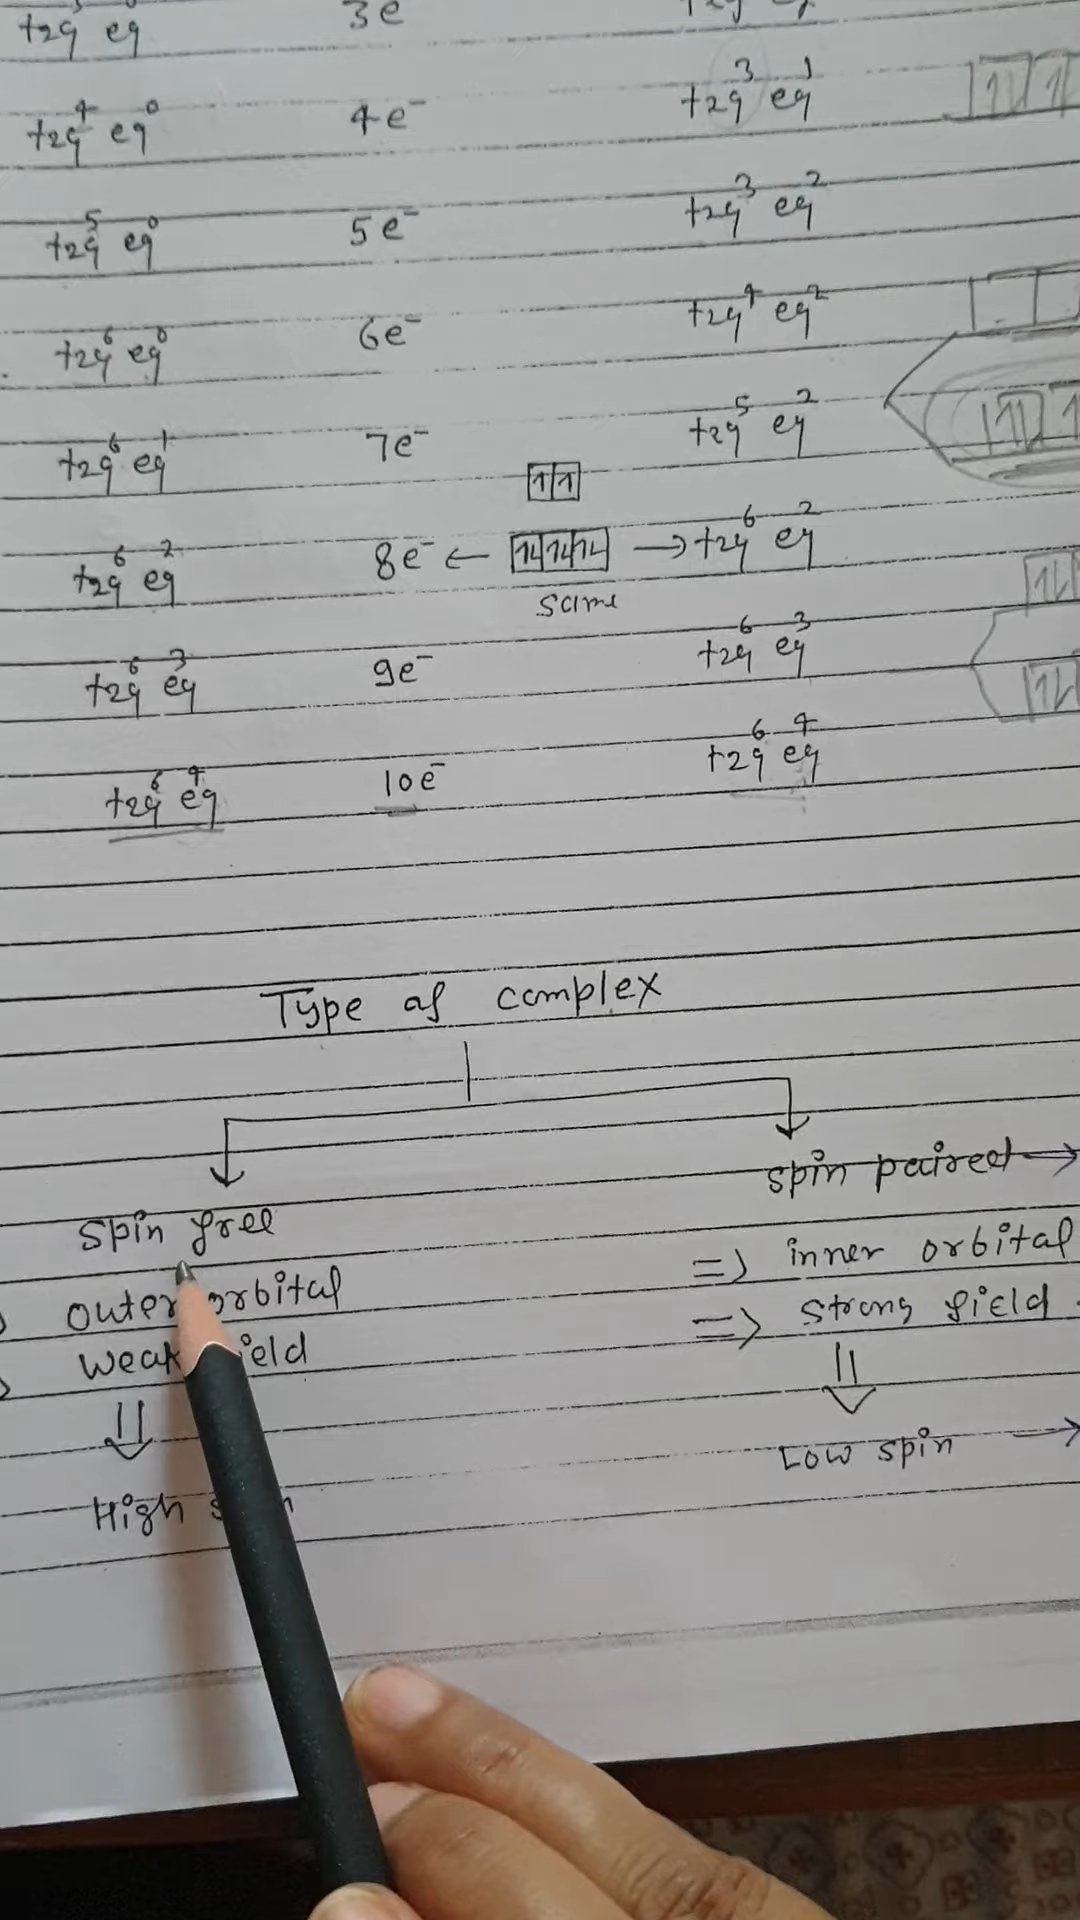 t2g eg 3e
t2g⁴ eg⁰ 4e⁻ t2g³ eg¹
t2g⁵ eg⁰ 5e⁻ t2g³ eg²
t2g⁶ eg⁰ 6e⁻ t2g⁴ eg²
t2g⁶ eg¹ 7e⁻ t2g⁵ eg²
t2g⁶ eg² 8e⁻ ← → t2g⁶ eg²
same
t2g⁶ eg³ 9e⁻ t2g⁶ eg³
t2g⁶ eg⁴ 10e⁻ t2g⁶ eg⁴
Type of complex
spin free
outer orbital
weak field
High
spin paired →
=> inner orbital
=> strong field
Low spin →